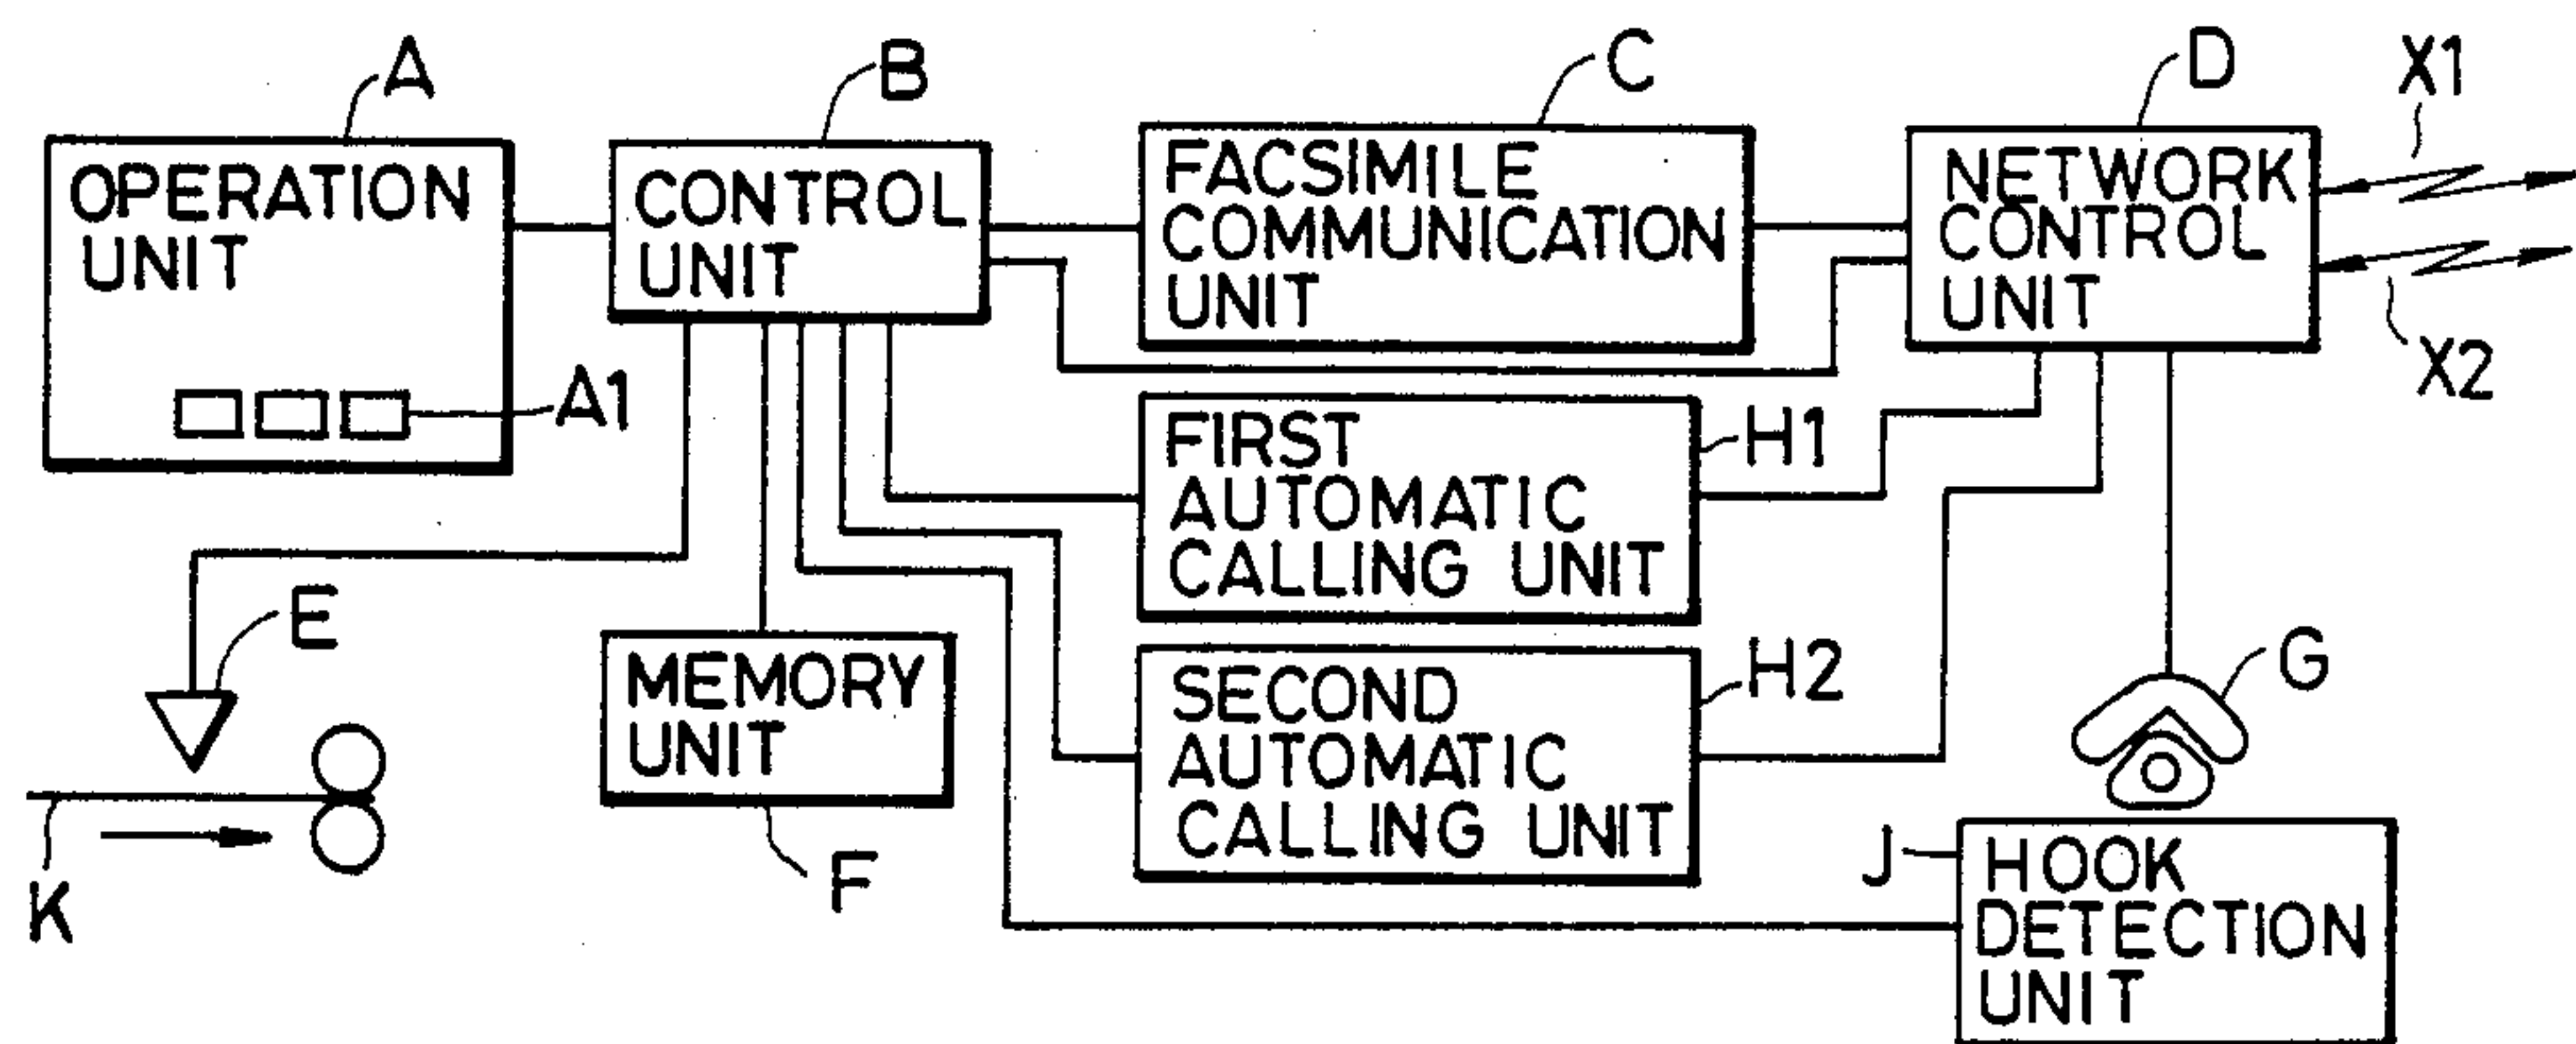 A
B
C
D
X1
OPERATION
UNIT
CONTROL
UNIT
FACSIMILE
COMMUNICATION
UNIT
NETWORK
CONTROL
UNIT
X2
A1
FIRST
AUTOMATIC
CALLING UNIT
H1
E
MEMORY
UNIT
SECOND
AUTOMATIC
CALLING UNIT
H2
G
K
F
J
HOOK
DETECTION
UNIT